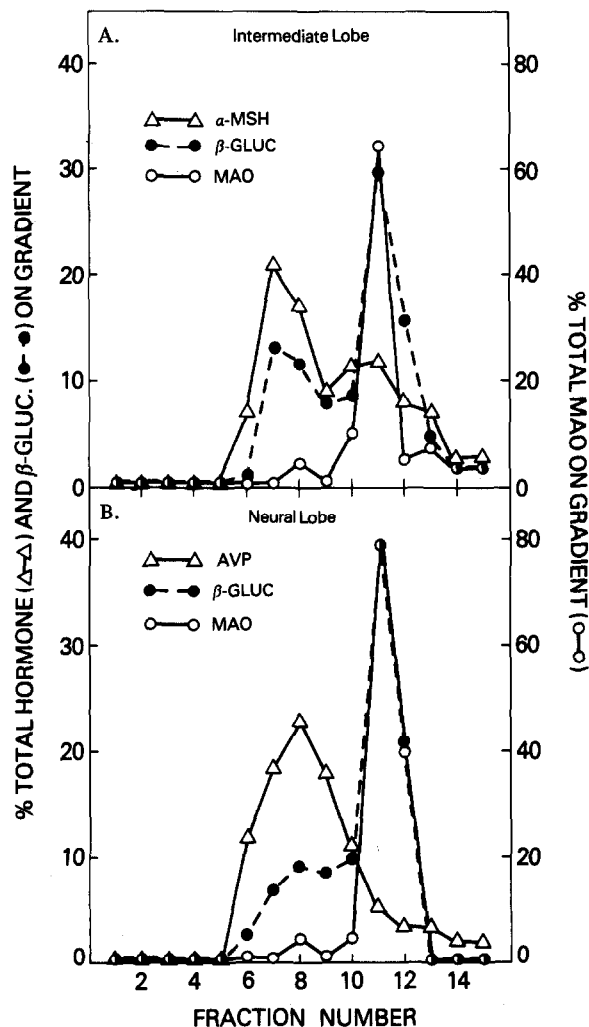 A.
Intermediate Lobe
α-MSH
β-GLUC
MAO
40
30
20
10
0
80
60
40
20
0
B.
Neural Lobe
AVP
β-GLUC
MAO
40
30
20
10
0
80
60
40
20
0
2 4 6 8 10 12 14
FRACTION NUMBER
% TOTAL HORMONE (△-△) AND β-GLUC. (●-●) ON GRADIENT
% TOTAL MAO ON GRADIENT (○-○)